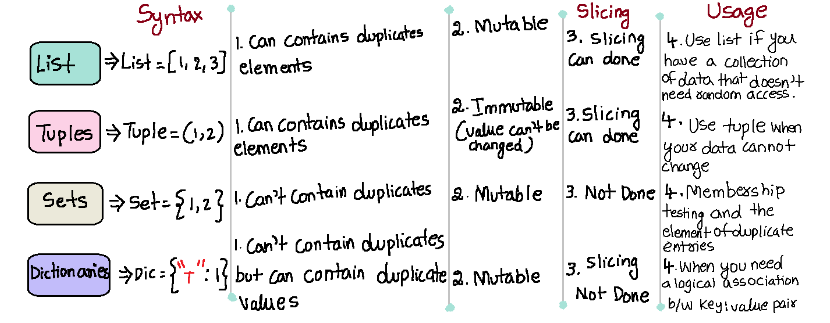 Syntax
Slicing
Usage
List
⇒List = [1, 2, 3]
1. Can contains duplicates
elements
2. Mutable
3. Slicing
can done
4. Use list if you
have a collection
of data that doesn't
need random access.
Tuples
⇒Tuple = (1,2)
1. Can contains duplicates
elements
2. Immutable
(value can't be
changed)
3. Slicing
can done
4. Use tuple when
your data cannot
change
Sets
⇒Set = {1,2}
1. Can't contain duplicates
2. Mutable
3. Not Done
4. Membership
testing and the
element of duplicate
entries
Dictionaries
⇒Dic = {"T" : 1}
1. Can't contain duplicates
but can contain duplicate
values
2. Mutable
3. Slicing
Not Done
4. When you need
a logical association
b/w key:value pair